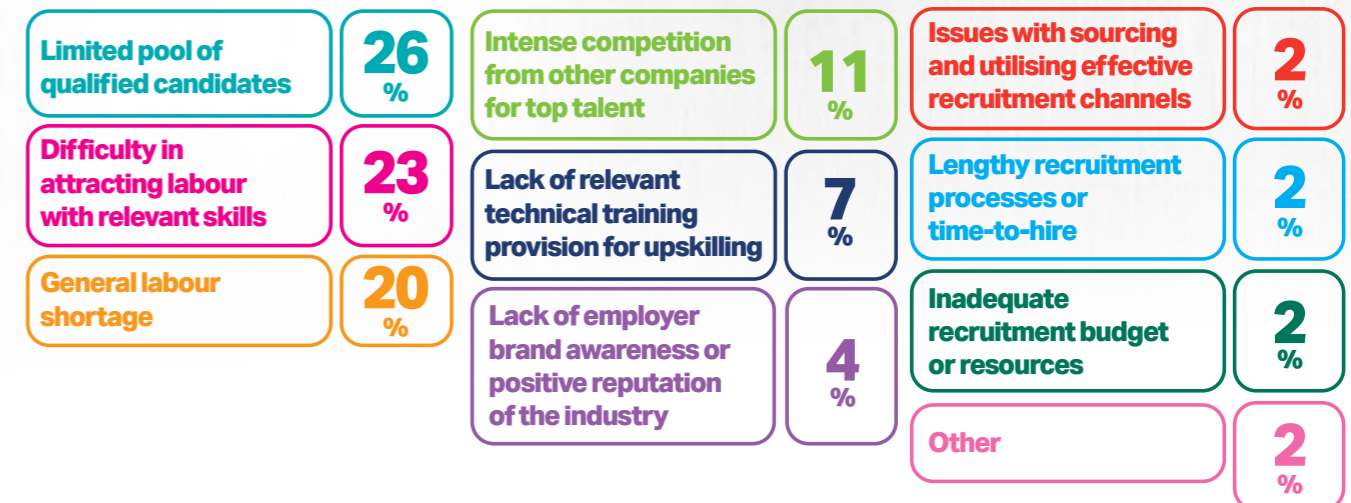 Limited pool of
qualified candidates
26
%
Difficulty in
attracting labour
with relevant skills
23
%
General labour
shortage
20
%
Intense competition
from other companies
for top talent
11
%
Lack of relevant
technical training
provision for upskilling
7
%
Lack of employer
brand awareness or
positive reputation
of the industry
4
%
Issues with sourcing
and utilising effective
recruitment channels
2
%
Lengthy recruitment
processes or
time-to-hire
2
%
Inadequate
recruitment budget
or resources
2
%
Other
2
%